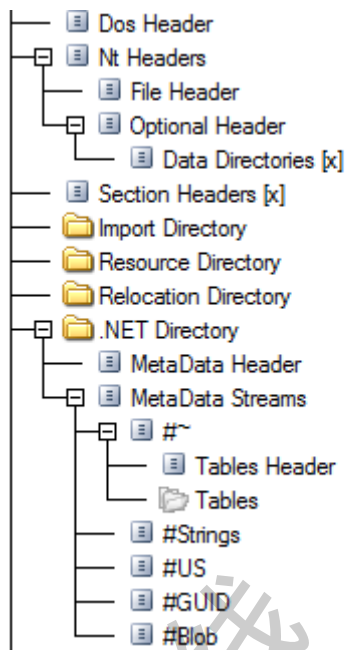 Dos Header
Nt Headers
File Header
Optional Header
Data Directories [x]
Section Headers [x]
Import Directory
Resource Directory
Relocation Directory
.NET Directory
MetaData Header
MetaData Streams
#~
Tables Header
Tables
#Strings
#US
#GUID
#Blob